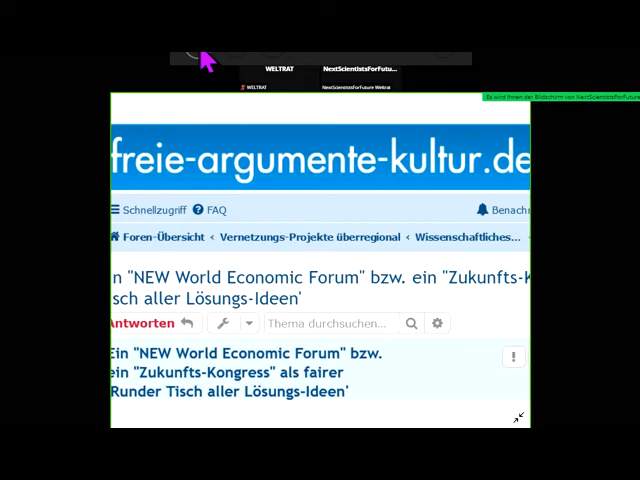 WELTRAT
NextScientistsForFutu...
WELTRAT
NextScientistsForFuture Weltrat
Es wird Ihnen der Bildschirm von NextScientistsForFuture
freie-argumente-kultur.de
Schnellzugriff FAQ Benachr
Foren-Übersicht ‹ Vernetzungs-Projekte überregional ‹ Wissenschaftliches... ‹
n "NEW World Economic Forum" bzw. ein "Zukunfts-K
isch aller Lösungs-Ideen'
Antworten Thema durchsuchen...
Ein "NEW World Economic Forum" bzw.
ein "Zukunfts-Kongress" als fairer
'Runder Tisch aller Lösungs-Ideen'